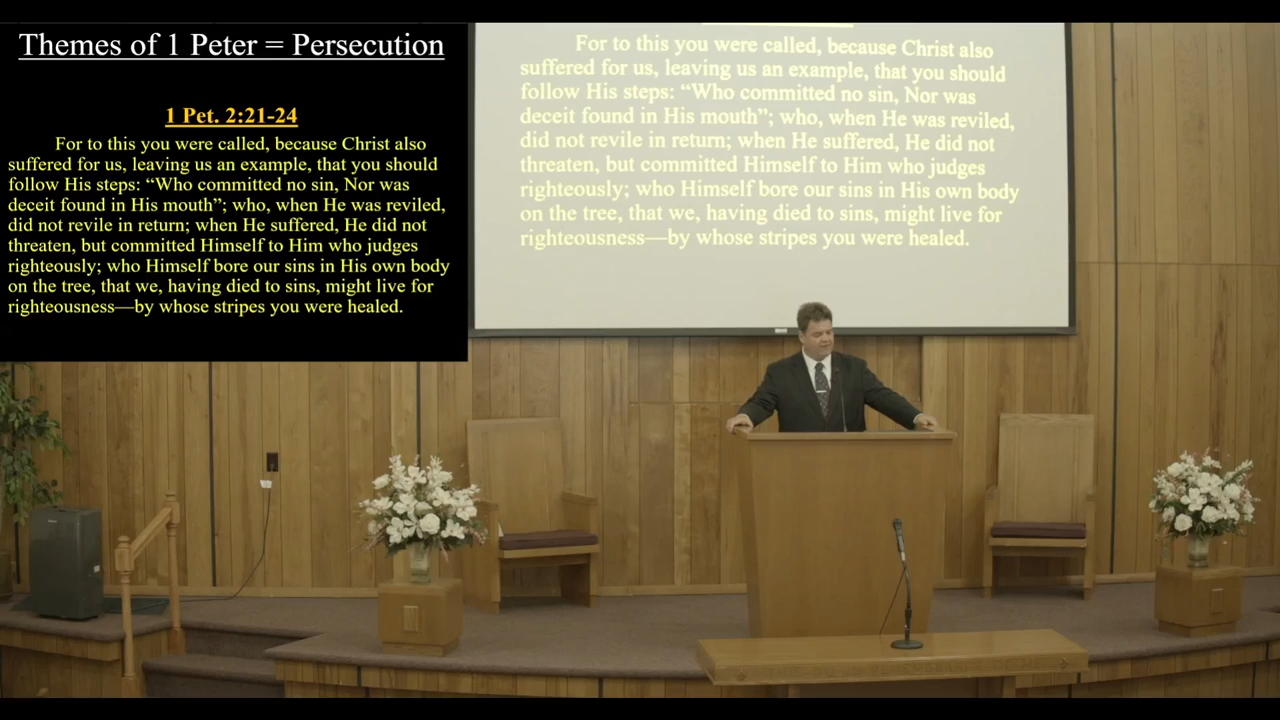 Themes of 1 Peter = Persecution
1 Pet. 2:21-24
For to this you were called, because Christ also
suffered for us, leaving us an example, that you should
follow His steps: “Who committed no sin, Nor was
deceit found in His mouth”; who, when He was reviled,
did not revile in return; when He suffered, He did not
threaten, but committed Himself to Him who judges
righteously; who Himself bore our sins in His own body
on the tree, that we, having died to sins, might live for
righteousness—by whose stripes you were healed.
For to this you were called, because Christ also
suffered for us, leaving us an example, that you should
follow His steps: “Who committed no sin, Nor was
deceit found in His mouth”; who, when He was reviled,
did not revile in return; when He suffered, He did not
threaten, but committed Himself to Him who judges
righteously; who Himself bore our sins in His own body
on the tree, that we, having died to sins, might live for
righteousness—by whose stripes you were healed.